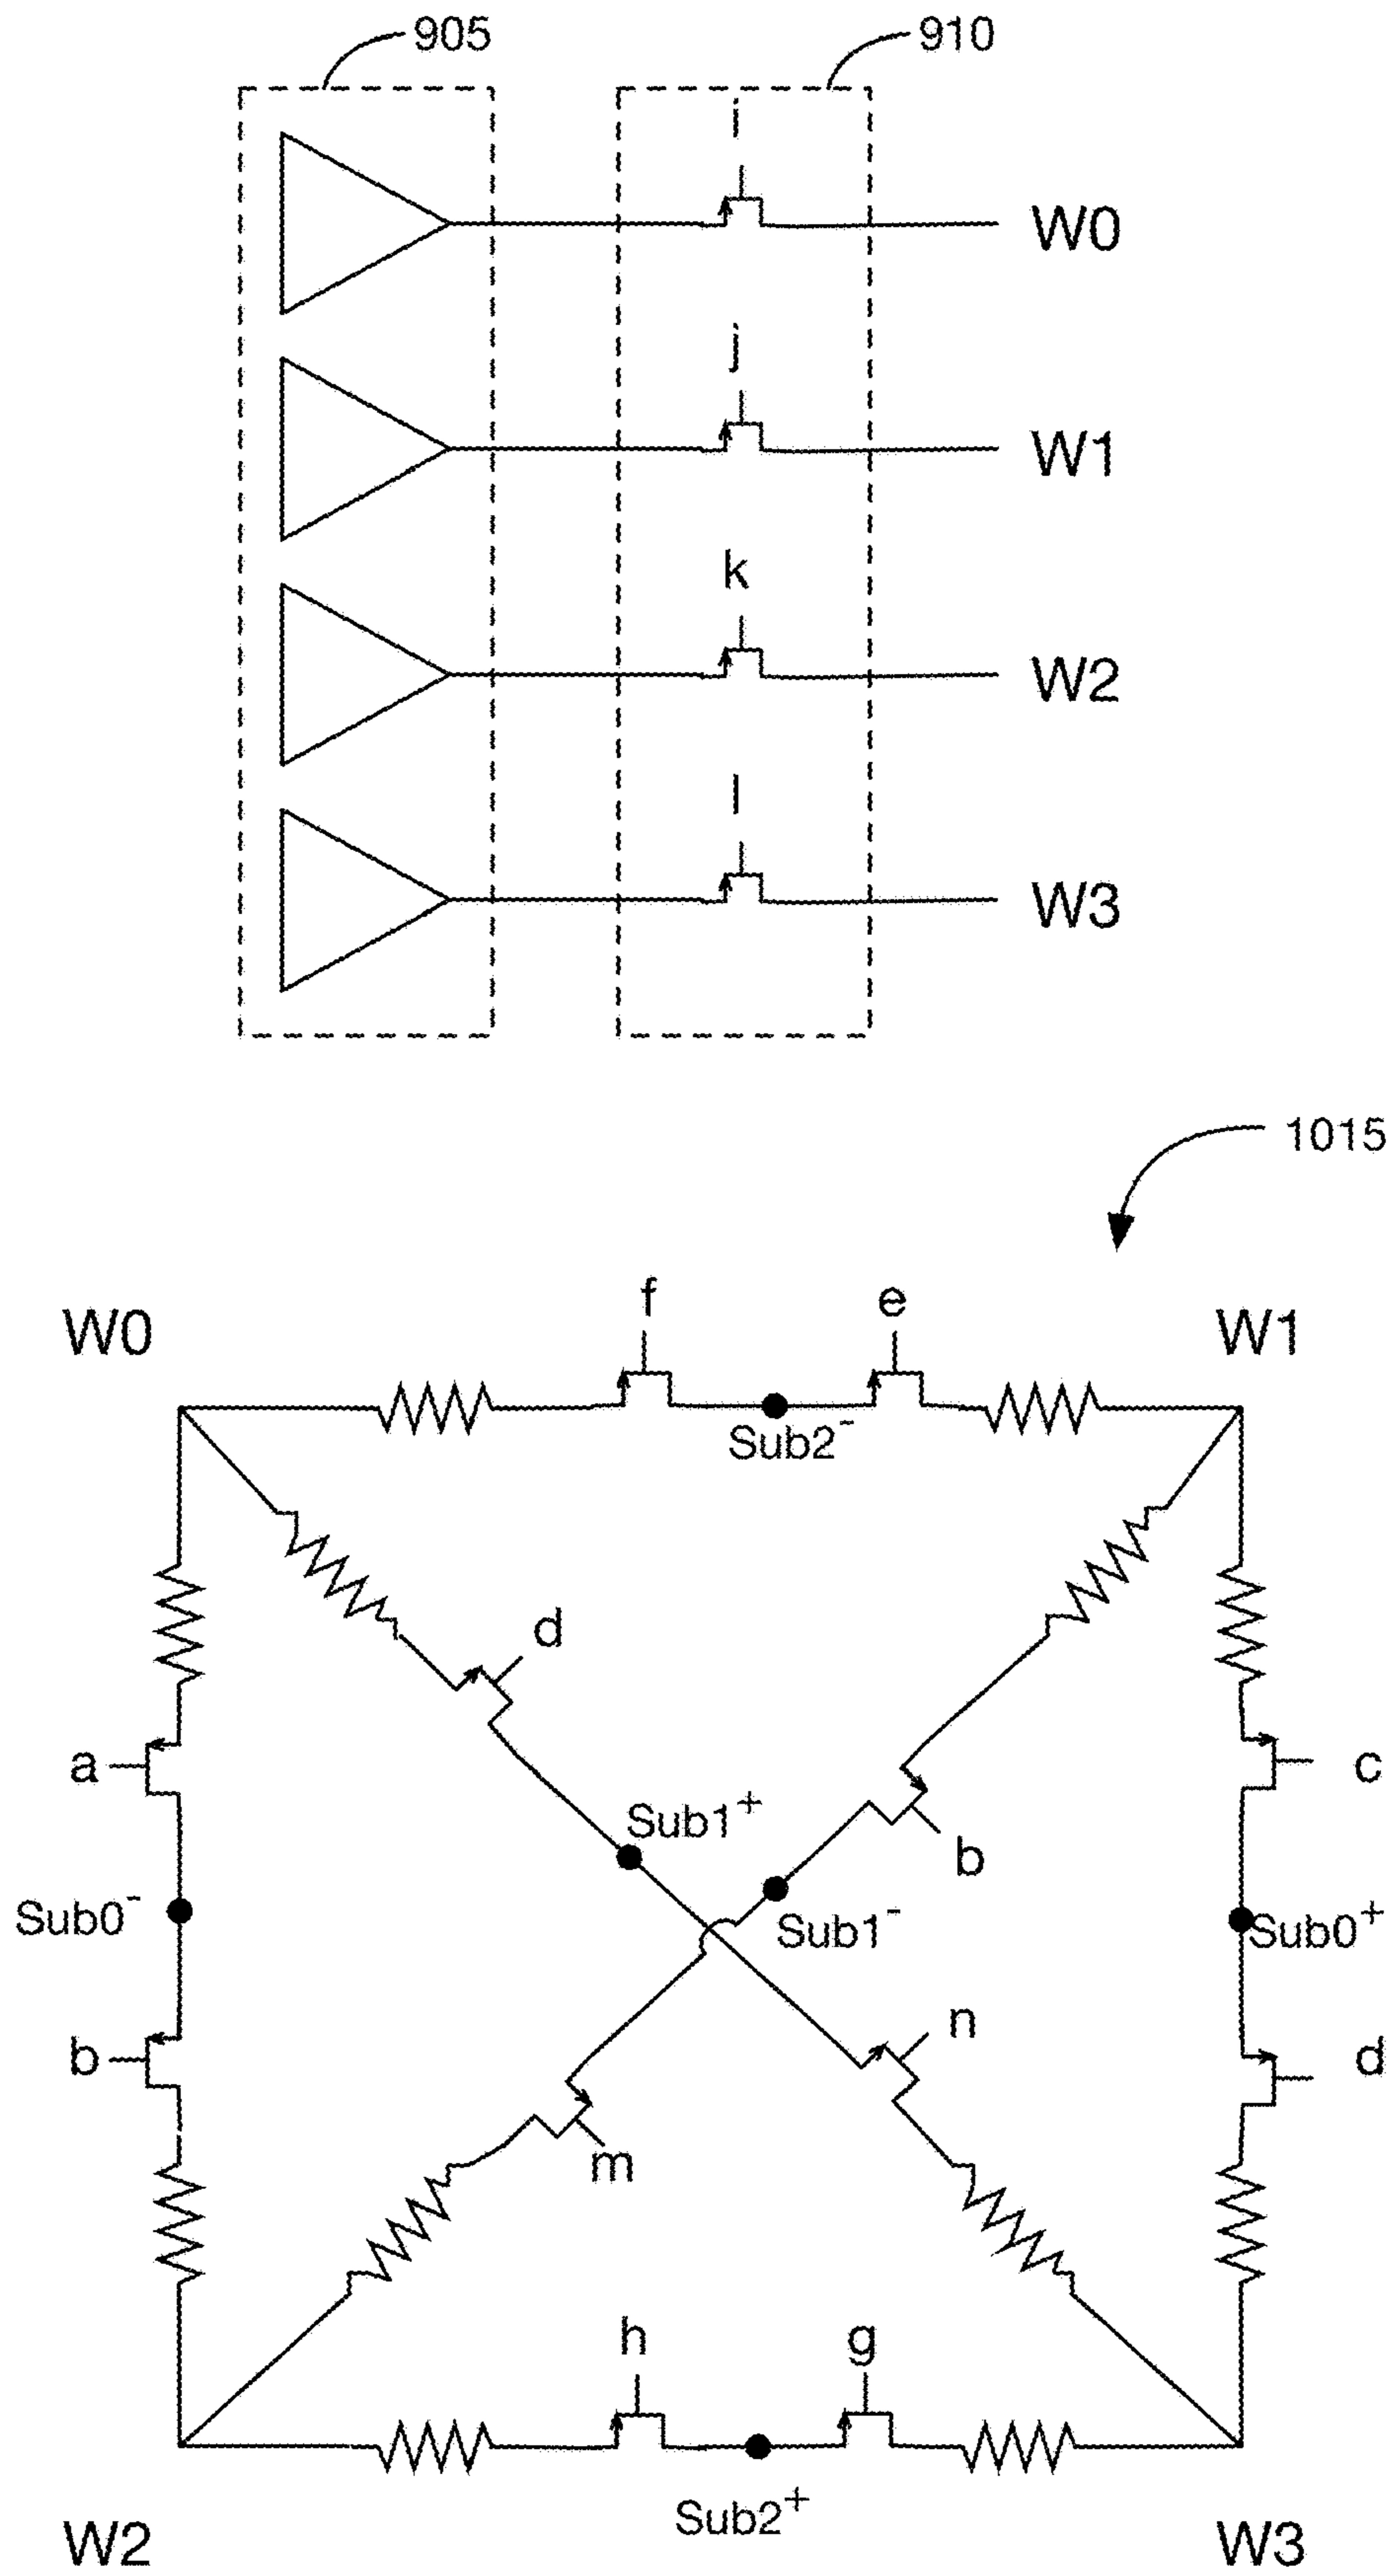 905 910
i
W0
j
W1
k
W2
l
W3
1015
W0 f e W1
Sub2-
d
a Sub1+ c
b
Sub0- Sub1- Sub0+
n
b d
m
h g
Sub2+
W2 W3